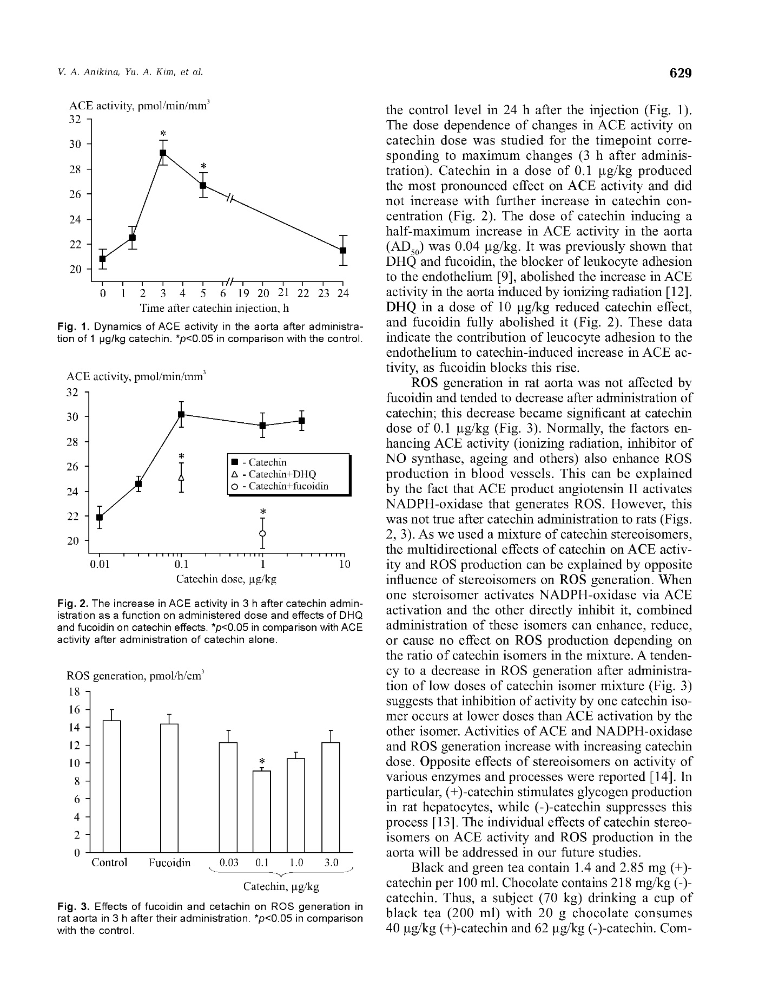 V. A. Anikina, Yu. A. Kim, et al.
629
ACE activity, pmol/min/mm³
32
30
28
26
24
22
20
*
*
0 1 2 3 4 5 6 19 20 21 22 23 24
Time after catechin injection, h
Fig. 1. Dynamics of ACE activity in the aorta after administra-
tion of 1 µg/kg catechin. *p<0.05 in comparison with the control.
ACE activity, pmol/min/mm³
32
30
28
26
24
22
20
*
*
- Catechin
- Catechin+DHQ
- Catechin+fucoidin
0.01 0.1 1 10
Catechin dose, µg/kg
Fig. 2. The increase in ACE activity in 3 h after catechin admin-
istration as a function on administered dose and effects of DHQ
and fucoidin on catechin effects. *p<0.05 in comparison with ACE
activity after administration of catechin alone.
ROS generation, pmol/h/cm³
18
16
14
12
10
8
6
4
2
0
*
Control Fucoidin 0.03 0.1 1.0 3.0
Catechin, µg/kg
Fig. 3. Effects of fucoidin and cetachin on ROS generation in
rat aorta in 3 h after their administration. *p<0.05 in comparison
with the control.
the control level in 24 h after the injection (Fig. 1).
The dose dependence of changes in ACE activity on
catechin dose was studied for the timepoint corre-
sponding to maximum changes (3 h after adminis-
tration). Catechin in a dose of 0.1 µg/kg produced
the most pronounced effect on ACE activity and did
not increase with further increase in catechin con-
centration (Fig. 2). The dose of catechin inducing a
half-maximum increase in ACE activity in the aorta
(AD₅₀) was 0.04 µg/kg. It was previously shown that
DHQ and fucoidin, the blocker of leukocyte adhesion
to the endothelium [9], abolished the increase in ACE
activity in the aorta induced by ionizing radiation [12].
DHQ in a dose of 10 µg/kg reduced catechin effect,
and fucoidin fully abolished it (Fig. 2). These data
indicate the contribution of leucocyte adhesion to the
endothelium to catechin-induced increase in ACE ac-
tivity, as fucoidin blocks this rise.
ROS generation in rat aorta was not affected by
fucoidin and tended to decrease after administration of
catechin; this decrease became significant at catechin
dose of 0.1 µg/kg (Fig. 3). Normally, the factors en-
hancing ACE activity (ionizing radiation, inhibitor of
NO synthase, ageing and others) also enhance ROS
production in blood vessels. This can be explained
by the fact that ACE product angiotensin II activates
NADPH-oxidase that generates ROS. However, this
was not true after catechin administration to rats (Figs.
2, 3). As we used a mixture of catechin stereoisomers,
the multidirectional effects of catechin on ACE activ-
ity and ROS production can be explained by opposite
influence of stereoisomers on ROS generation. When
one steroisomer activates NADPH-oxidase via ACE
activation and the other directly inhibit it, combined
administration of these isomers can enhance, reduce,
or cause no effect on ROS production depending on
the ratio of catechin isomers in the mixture. A tenden-
cy to a decrease in ROS generation after administra-
tion of low doses of catechin isomer mixture (Fig. 3)
suggests that inhibition of activity by one catechin iso-
mer occurs at lower doses than ACE activation by the
other isomer. Activities of ACE and NADPH-oxidase
and ROS generation increase with increasing catechin
dose. Opposite effects of stereoisomers on activity of
various enzymes and processes were reported [14]. In
particular, (+)-catechin stimulates glycogen production
in rat hepatocytes, while (-)-catechin suppresses this
process [13]. The individual effects of catechin stereo-
isomers on ACE activity and ROS production in the
aorta will be addressed in our future studies.
Black and green tea contain 1.4 and 2.85 mg (+)-
catechin per 100 ml. Chocolate contains 218 mg/kg (-)-
catechin. Thus, a subject (70 kg) drinking a cup of
black tea (200 ml) with 20 g chocolate consumes
40 µg/kg (+)-catechin and 62 µg/kg (-)-catechin. Com-